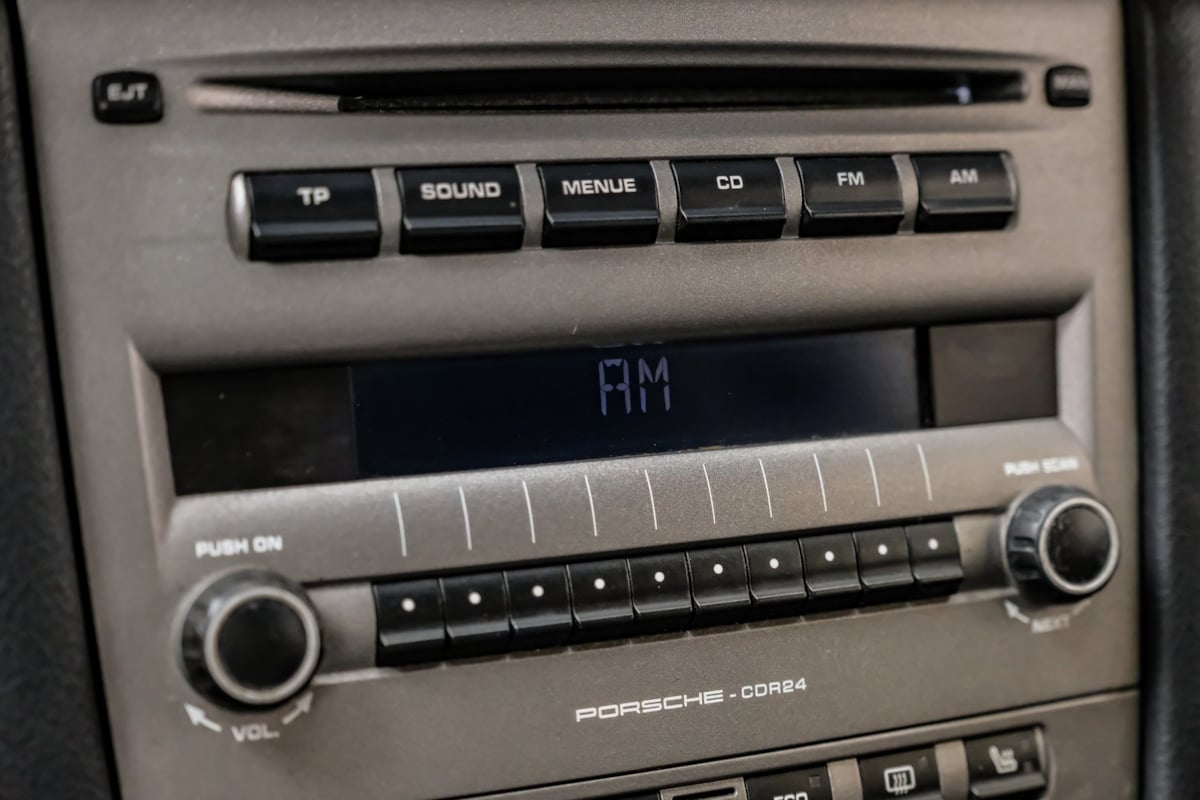 EJT
TP SOUND MENUE CD FM AM
AM
PUSH ON
PUSH SCAN
NEXT
VOL.
PORSCHE - CDR24